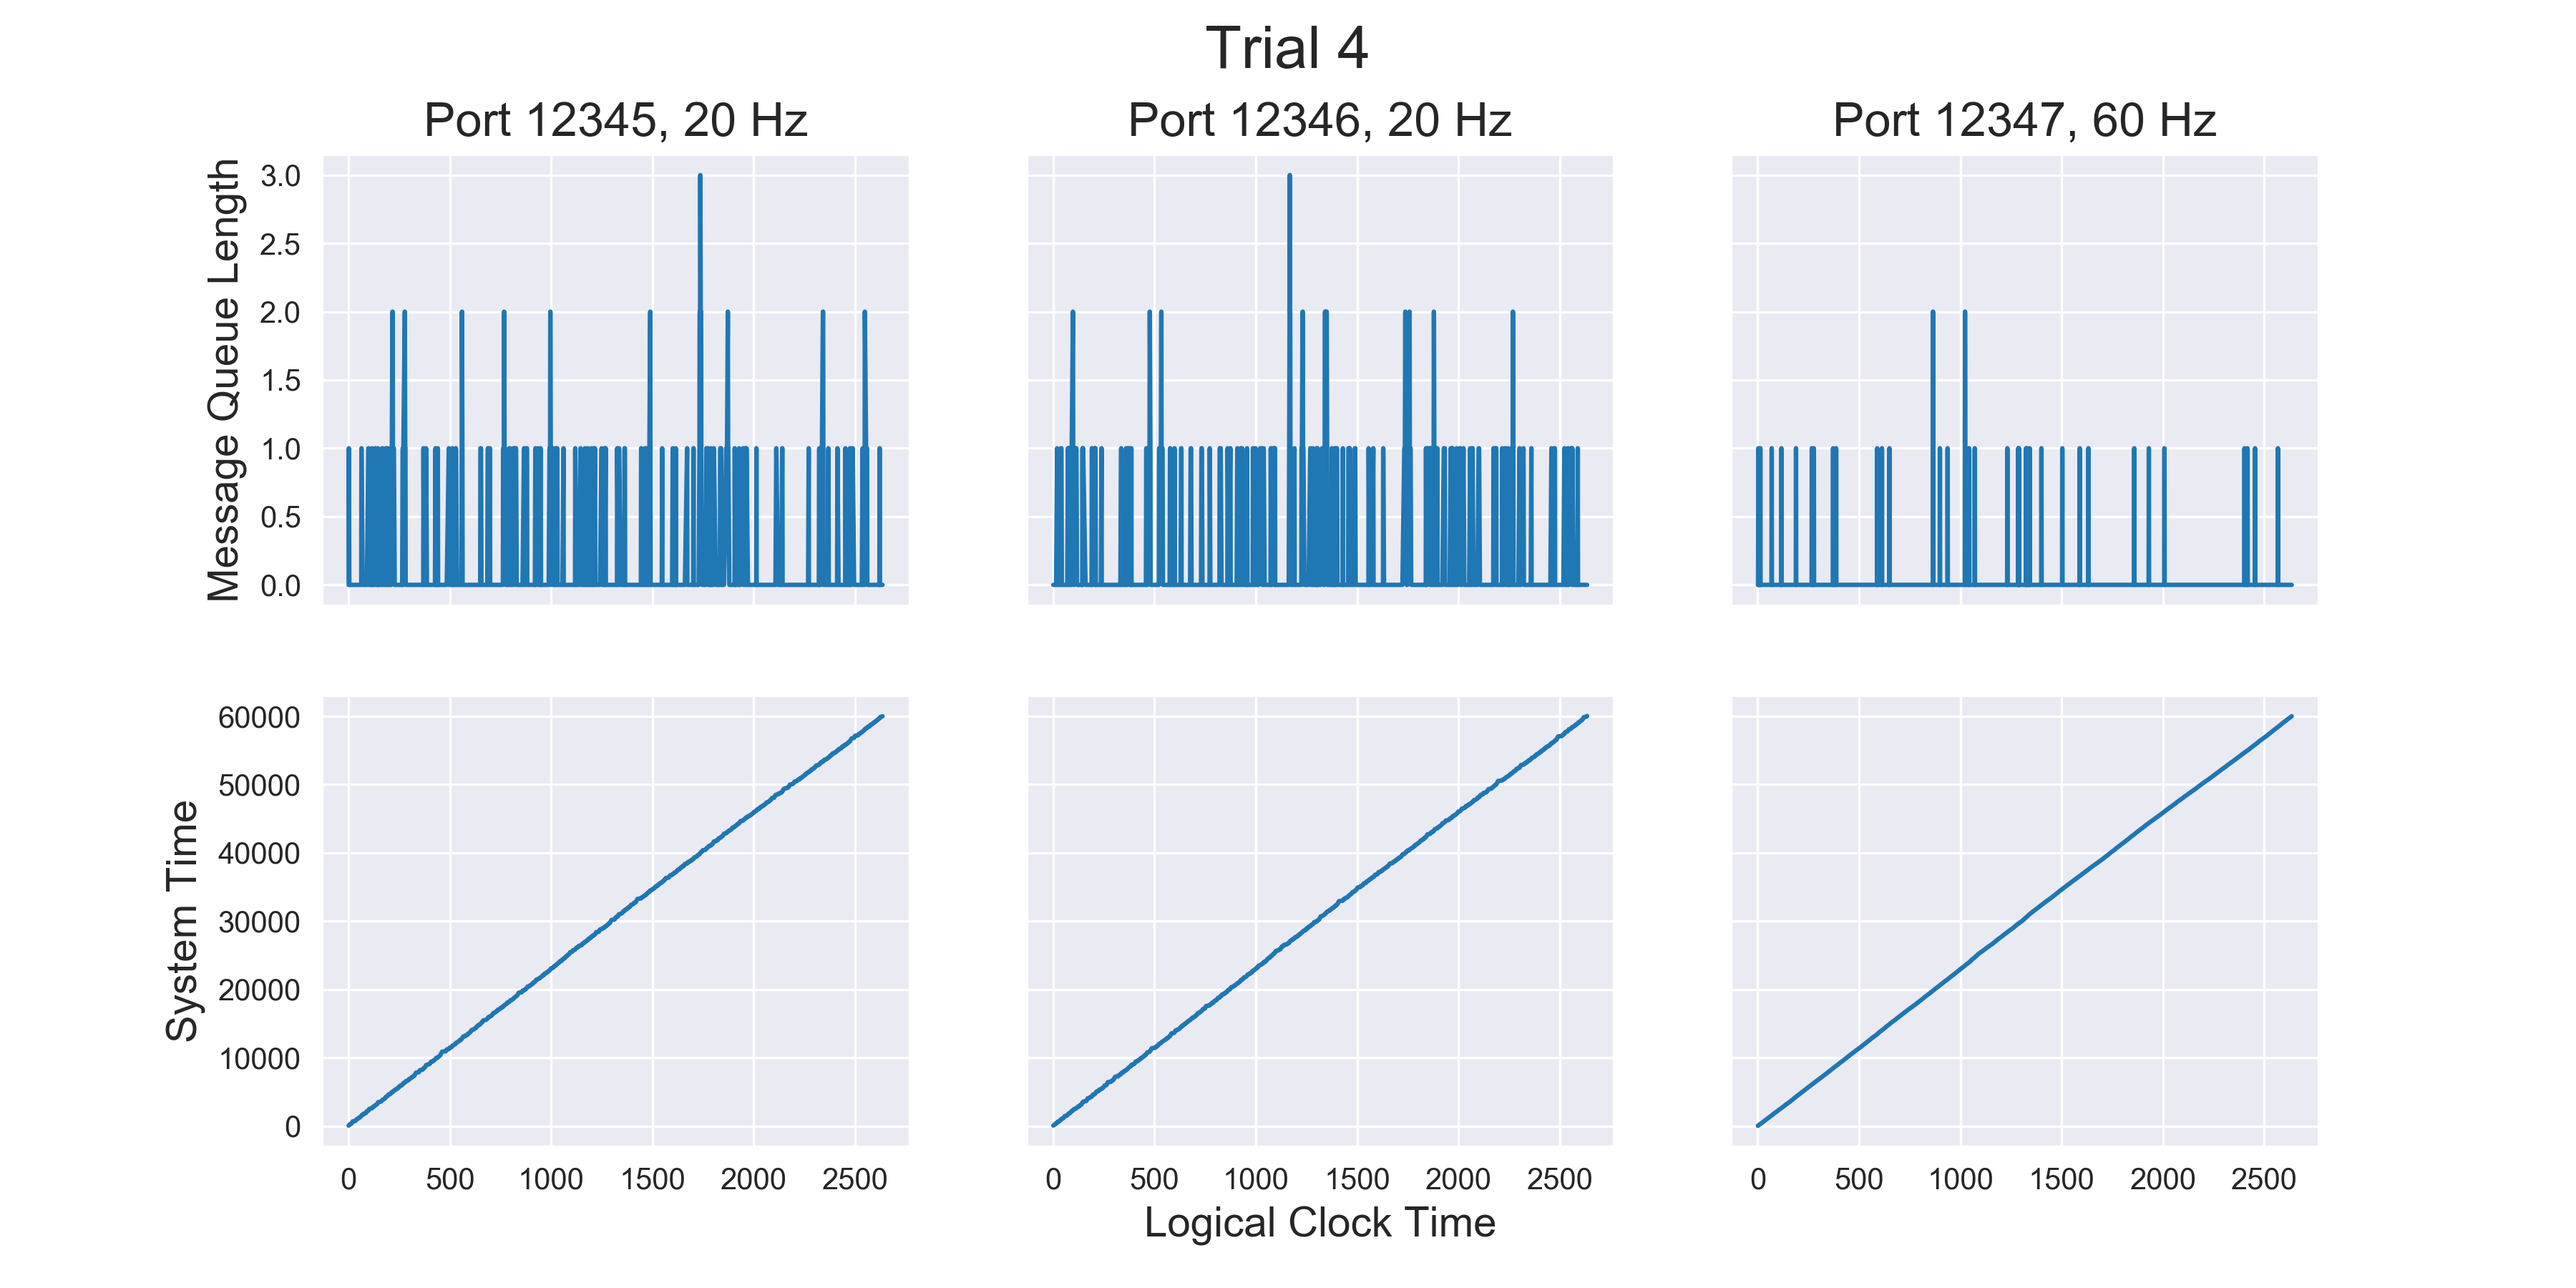 Trial 4
Port 12345, 20 Hz
Port 12346, 20 Hz
Port 12347, 60 Hz
Message Queue Length
3.0
2.5
2.0
1.5
1.0
0.5
0.0
System Time
60000
50000
40000
30000
20000
10000
0
0 500 1000 1500 2000 2500
0 500 1000 1500 2000 2500
0 500 1000 1500 2000 2500
Logical Clock Time